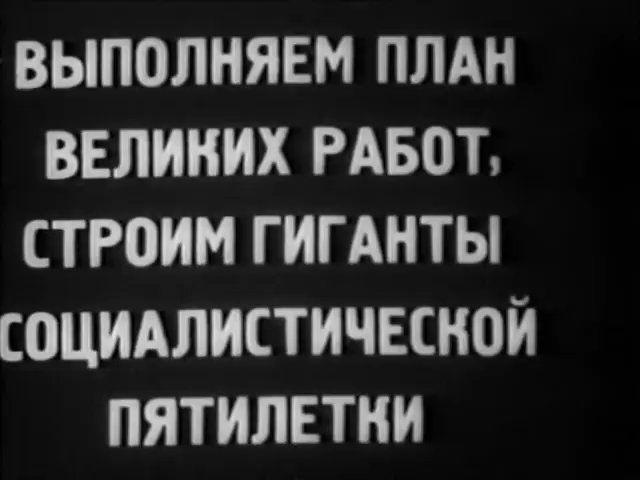 ВЫПОЛНЯЕМ ПЛАН
ВЕЛИКИХ РАБОТ,
СТРОИМ ГИГАНТЫ
СОЦИАЛИСТИЧЕСКОЙ
ПЯТИЛЕТКИ